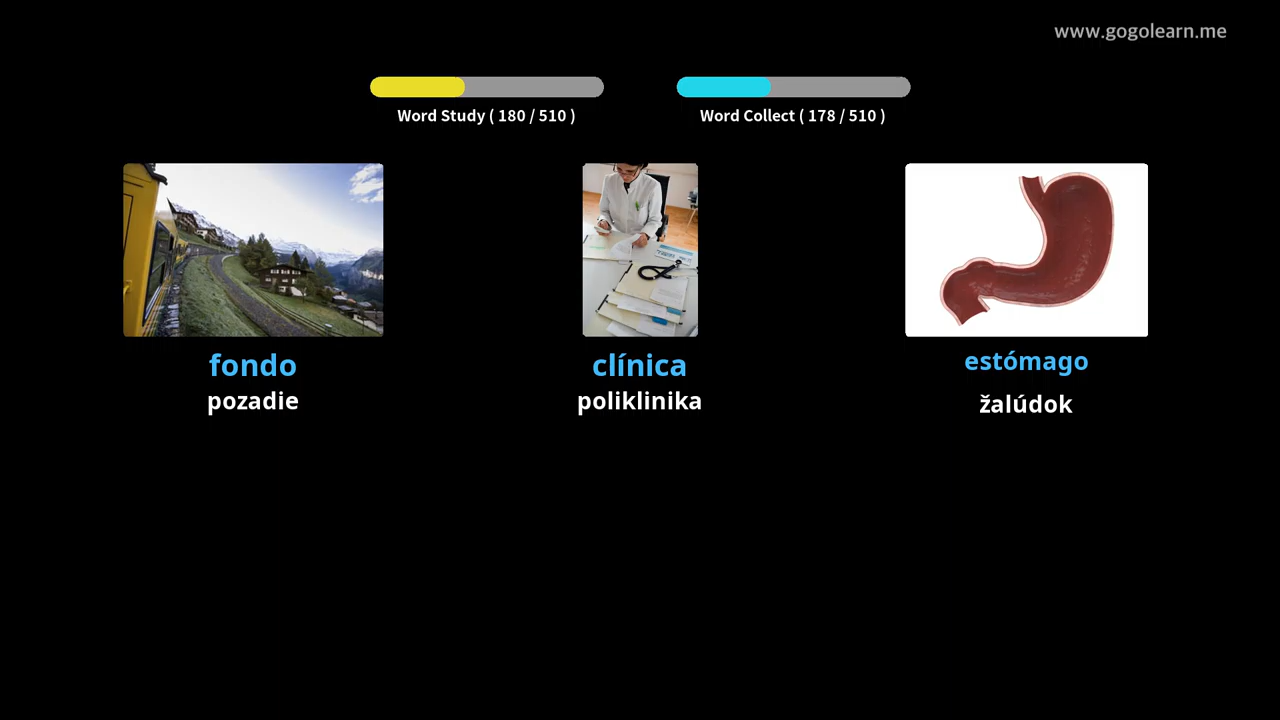 www.gogolearn.me
Word Study ( 180 / 510 )
Word Collect ( 178 / 510 )
fondo
pozadie
clínica
poliklinika
estómago
žalúdok